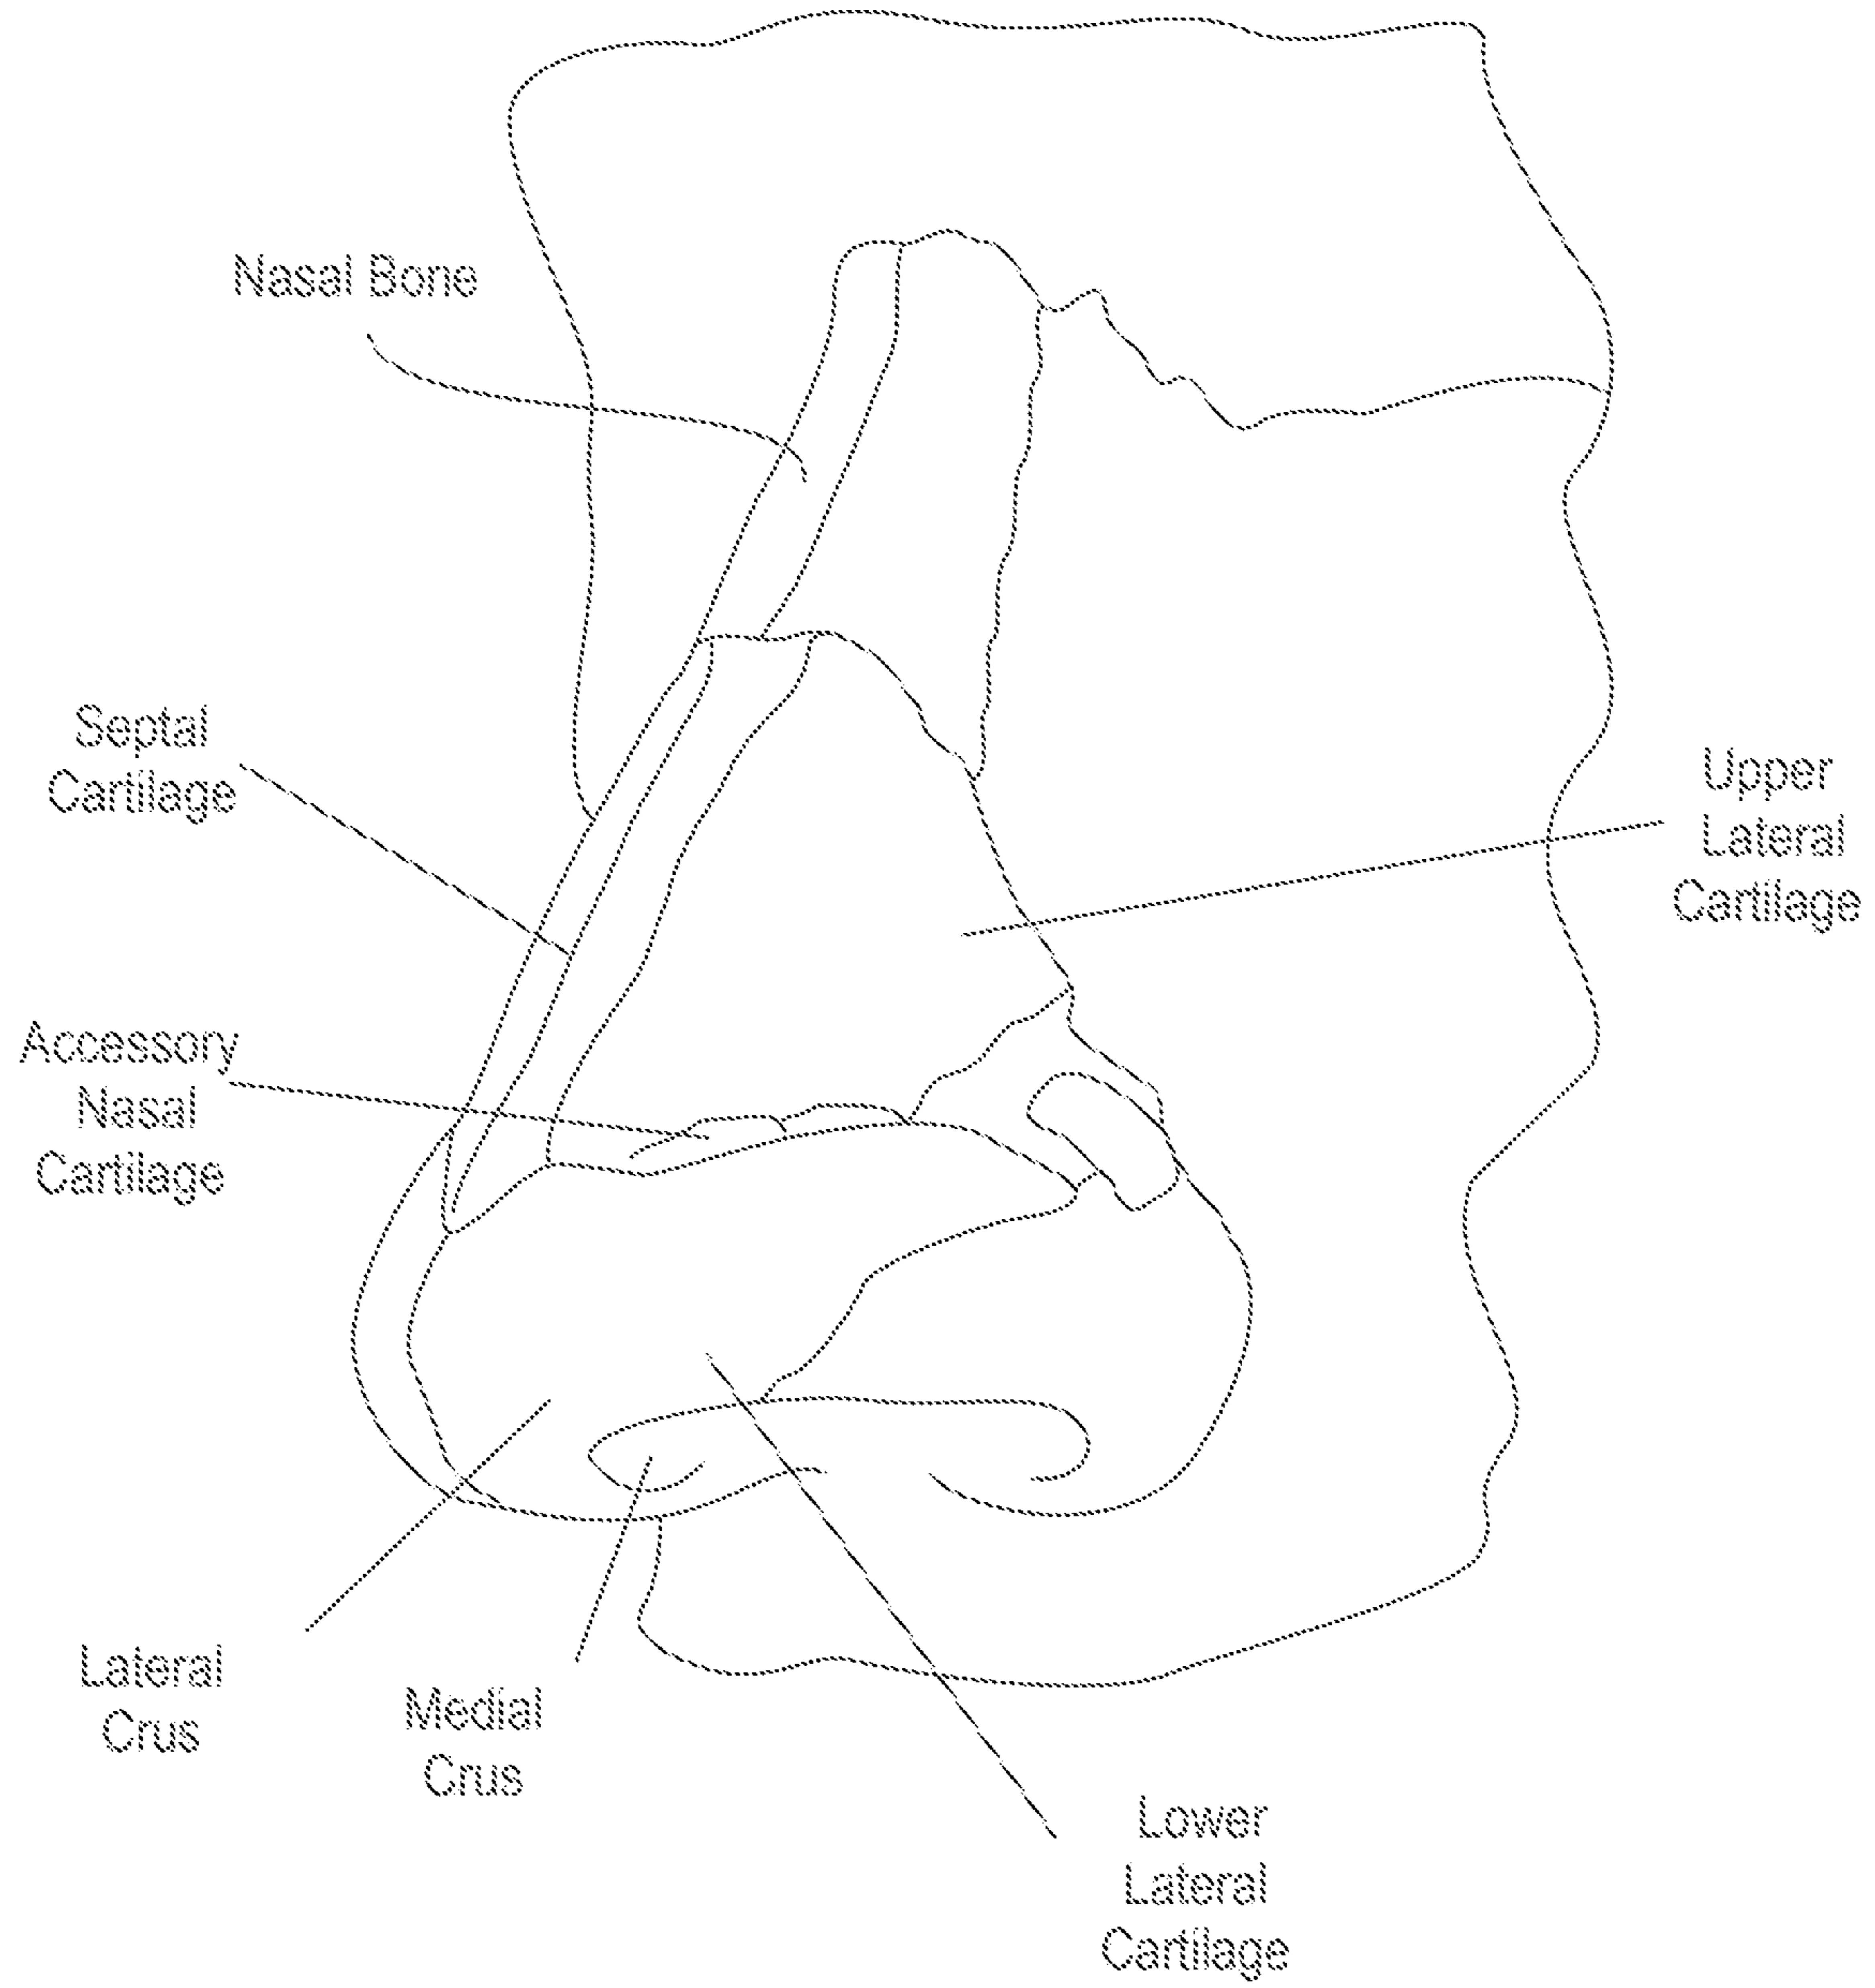 Nasal Bone
Septal
Cartilage
Upper
Lateral
Cartilage
Accessory
Nasal
Cartilage
Lateral
Crus
Medial
Crus
Lower
Lateral
Cartilage